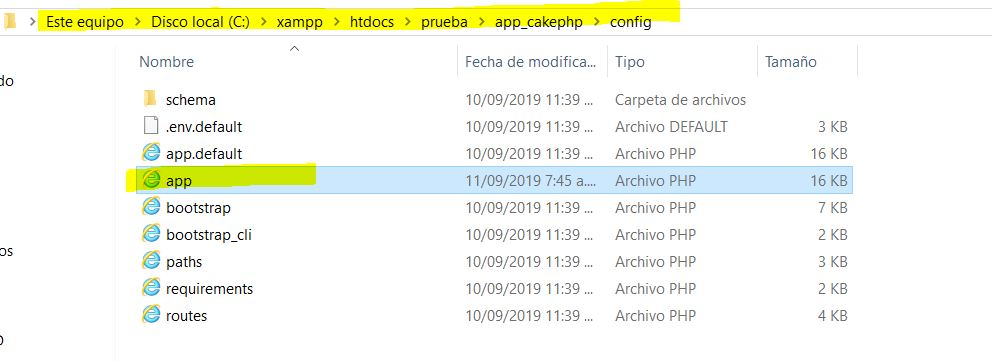 Este equipo > Disco local (C:) > xampp > htdocs > prueba > app_cakephp > config
Nombre Fecha de modifica... Tipo Tamaño
schema 10/09/2019 11:39 ... Carpeta de archivos
.env.default 10/09/2019 11:39 ... Archivo DEFAULT 3 KB
app.default 10/09/2019 11:39 ... Archivo PHP 16 KB
app 11/09/2019 7:45 a.... Archivo PHP 16 KB
bootstrap 10/09/2019 11:39 ... Archivo PHP 7 KB
bootstrap_cli 10/09/2019 11:39 ... Archivo PHP 2 KB
paths 10/09/2019 11:39 ... Archivo PHP 3 KB
requirements 10/09/2019 11:39 ... Archivo PHP 2 KB
routes 10/09/2019 11:39 ... Archivo PHP 4 KB